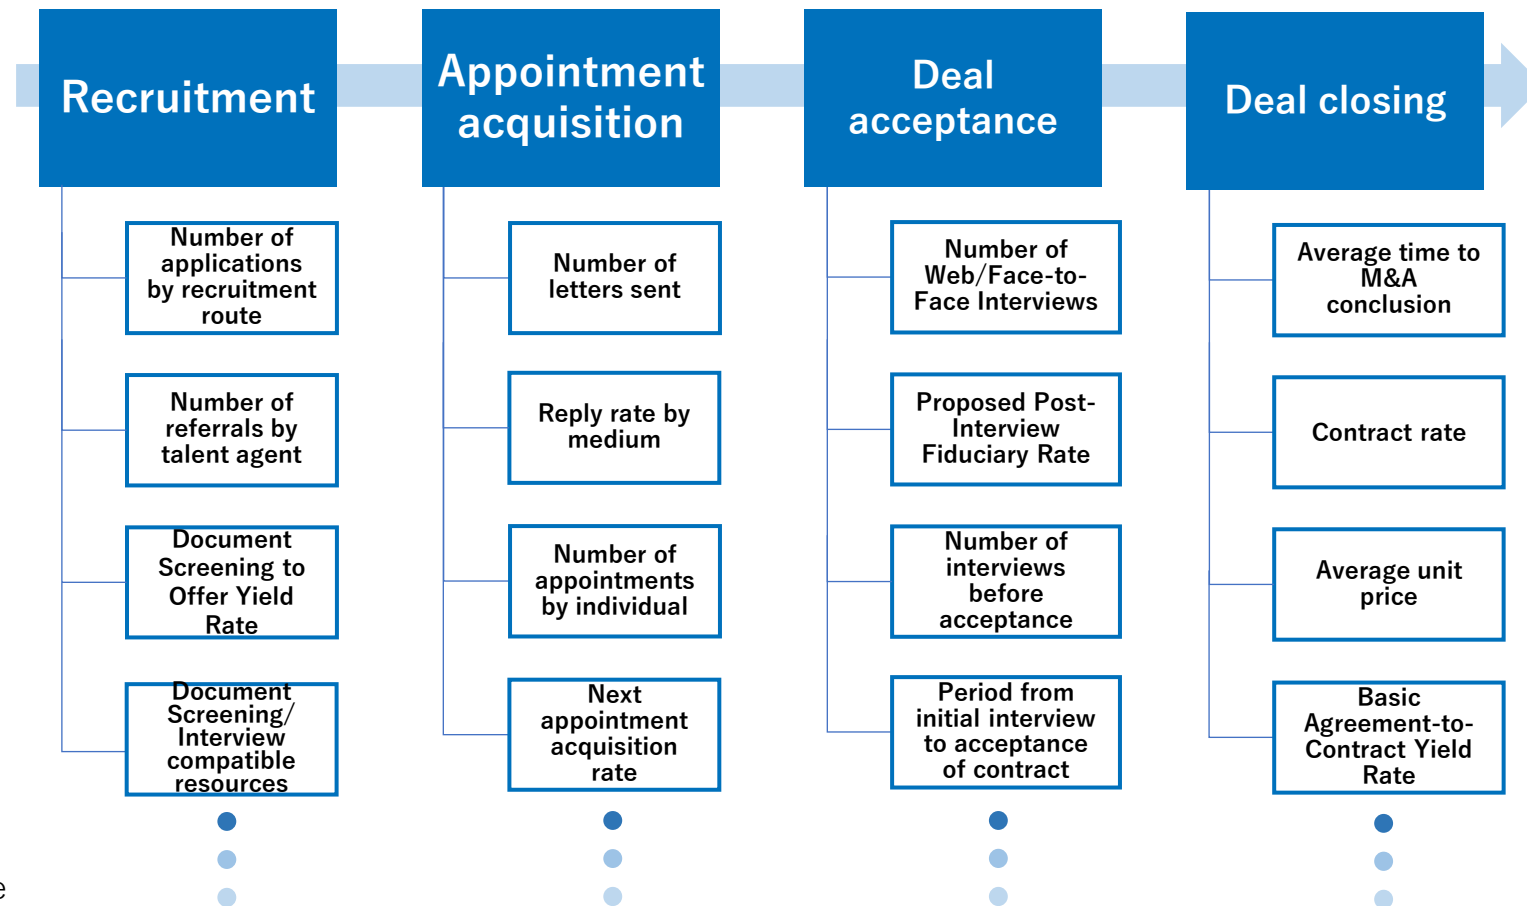 Recruitment
Number of
applications
by recruitment
route
Number of
referrals by
talent agent
Document
Screening to
Offer Yield
Rate
Document
Screening/
Interview
compatible
resources
Appointment
acquisition
Number of
letters sent
Reply rate by
medium
Number of
appointments
by individual
Next
appointment
acquisition
rate
Deal
acceptance
Number of
Web/Face-to-
Face Interviews
Proposed Post-
Interview
Fiduciary Rate
Number of
interviews
before
acceptance
Period from
initial interview
to acceptance
of contract
Deal closing
Average time to
M&A
conclusion
Contract rate
Average unit
price
Basic
Agreement-to-
Contract Yield
Rate
e